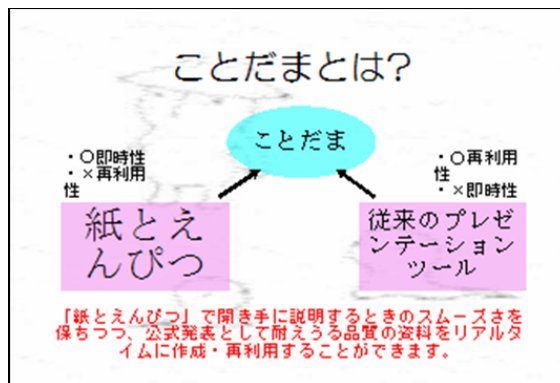 ことだまとは?
ことだま
・〇即時性
・×再利用
性
・〇再利用
性
・×即時性
紙とえ
んぴつ
従来のプレゼ
ンテーション
ツール
「紙とえんぴつ」で聞き手に説明するときのスムーズさを
保ちつつ、公式発表として耐えうる品質の資料をリアルタ
イムに作成・再利用することができます。